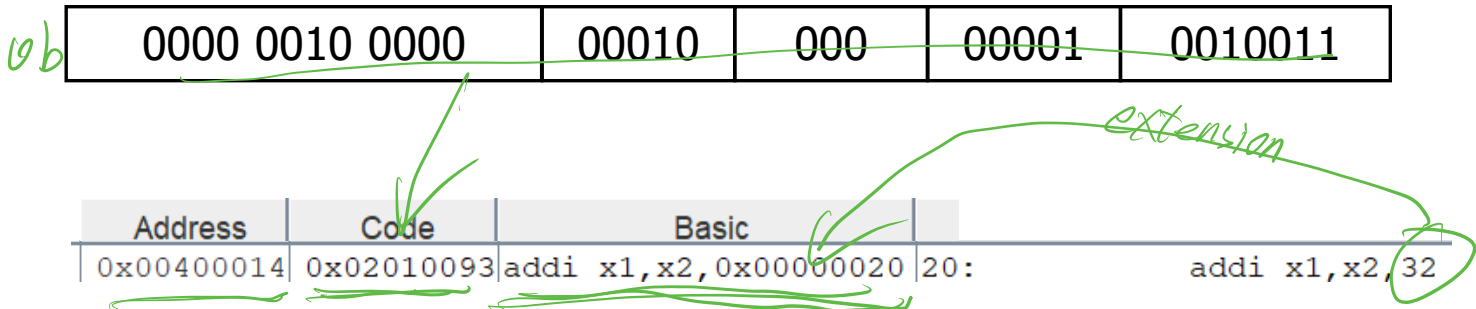 0b 0000 0010 0000 00010 000 00001 0010011
extension
Address Code Basic
0x00400014 0x02010093 addi x1,x2,0x00000020 20: addi x1,x2,32